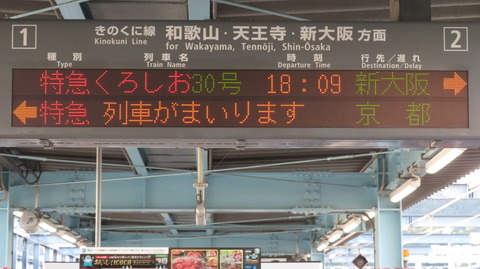 1 きのくに線 和歌山・天王寺・新大阪 方面 2
Kinokuni Line for Wakayama, Tennōji, Shin-Ōsaka
種別 列車名 時刻 行先/遅れ
Type Train Name Departure Time Destination/Delay
特急 くろしお30号 18:09 新大阪 →
← 特急 列車がまいります 京都